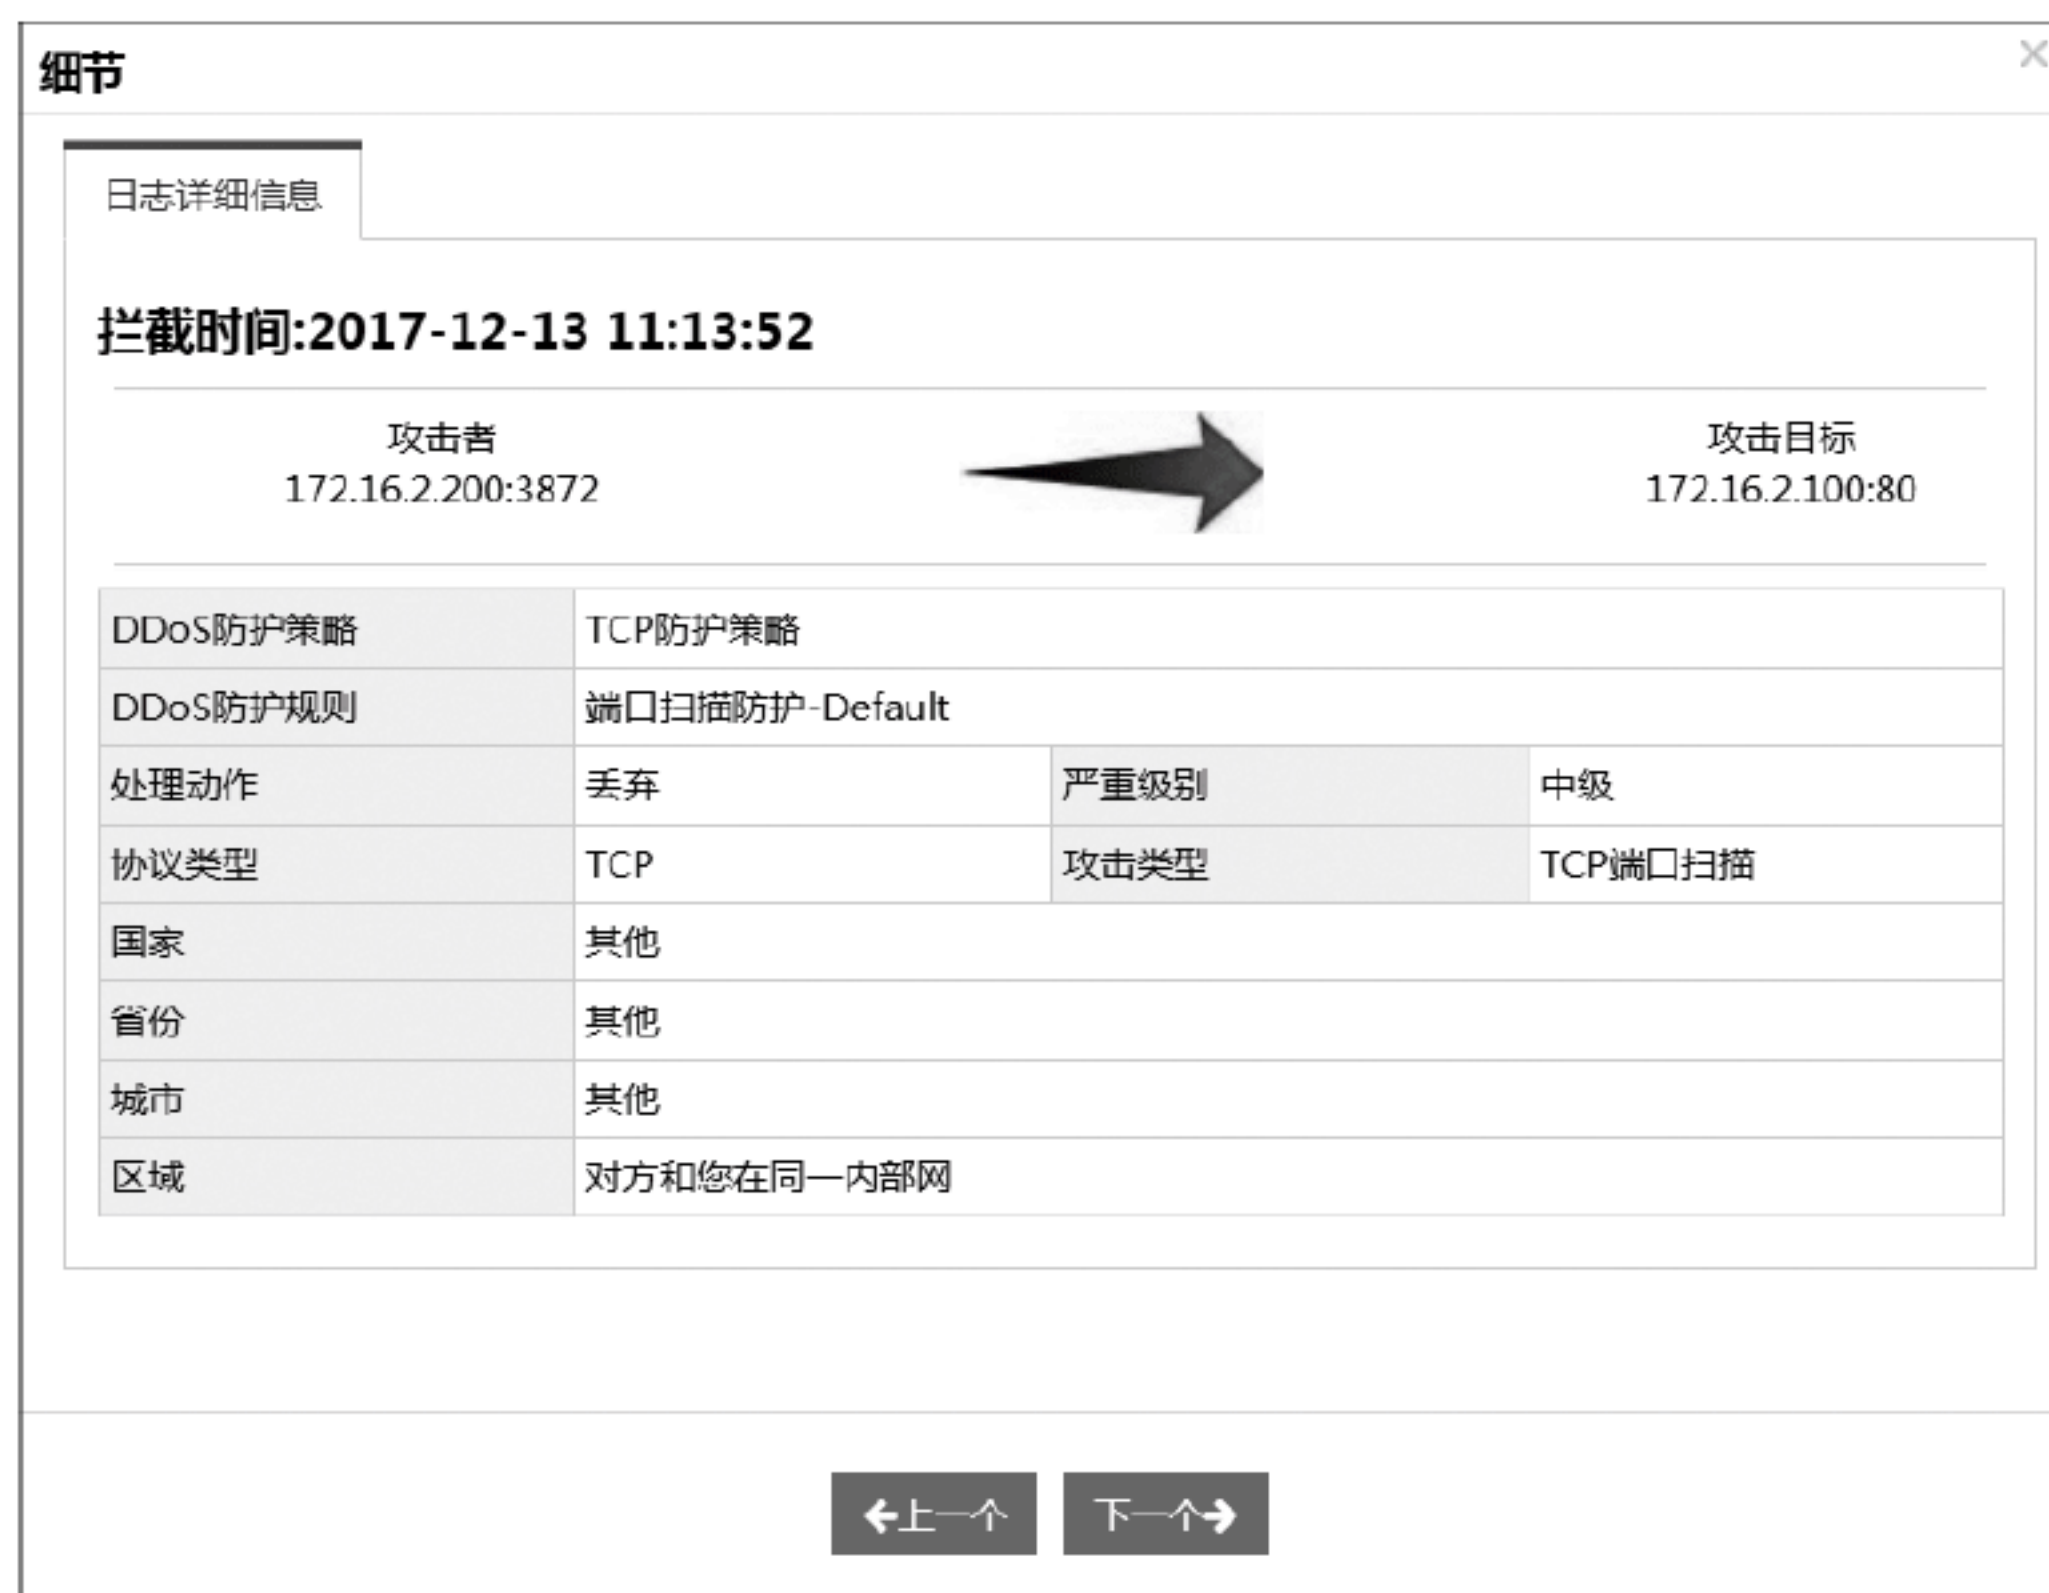 细节
日志详细信息
拦截时间:2017-12-13 11:13:52
攻击者
172.16.2.200:3872
攻击目标
172.16.2.100:80
DDoS防护策略 TCP防护策略
DDoS防护规则 端口扫描防护-Default
处理动作 丢弃 严重级别 中级
协议类型 TCP 攻击类型 TCP端口扫描
国家 其他
省份 其他
城市 其他
区域 对方和您在同一内部网
上一个 下一个